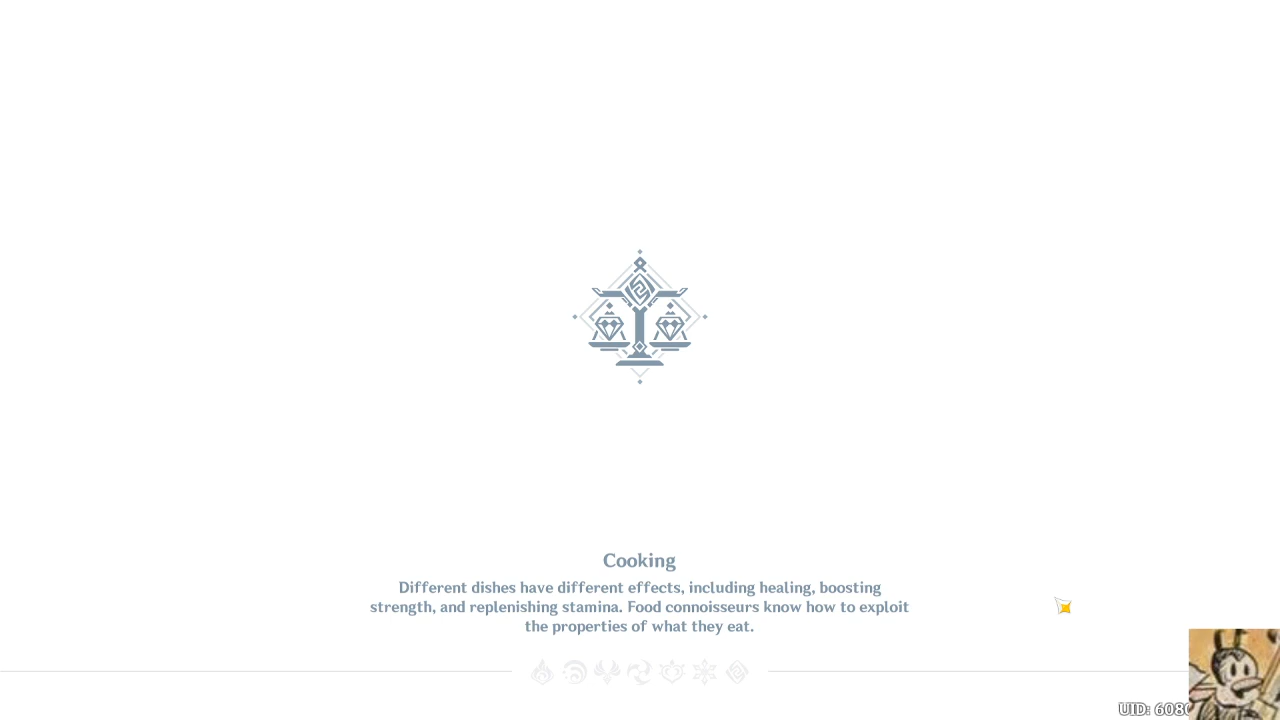 Cooking
Different dishes have different effects, including healing, boosting
strength, and replenishing stamina. Food connoisseurs know how to exploit
the properties of what they eat.
UID: 608